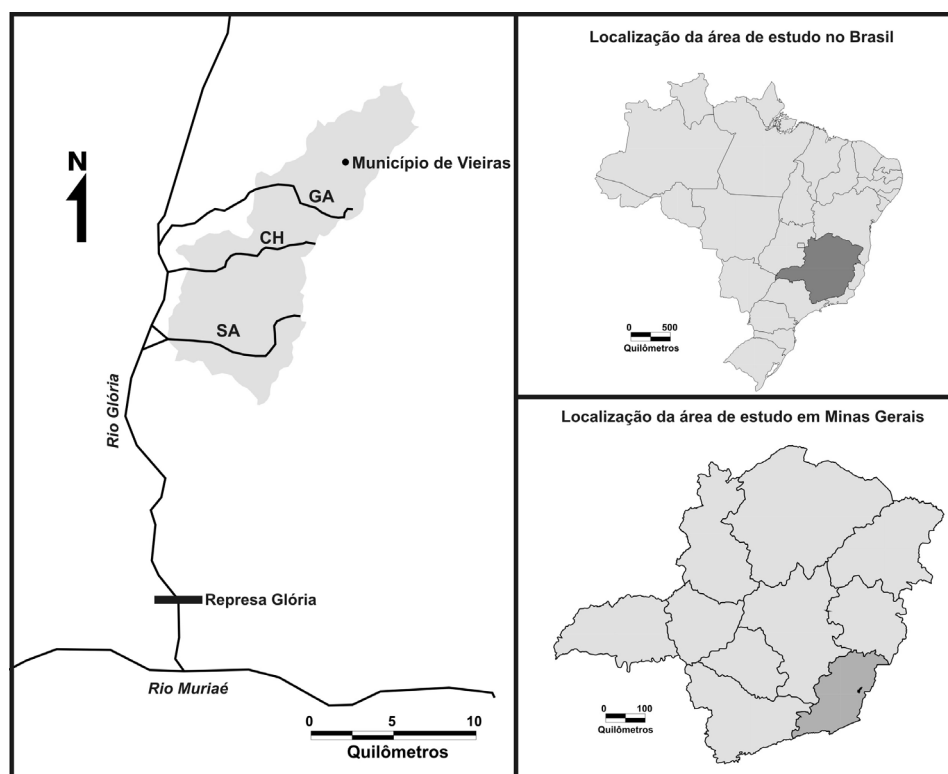 N
Município de Vieiras
GA
CH
SA
Rio Glória
Represa Glória
Rio Muriaé
0 5 10
Quilômetros
Localização da área de estudo no Brasil
0 500
Quilômetros
Localização da área de estudo em Minas Gerais
0 100
Quilômetros